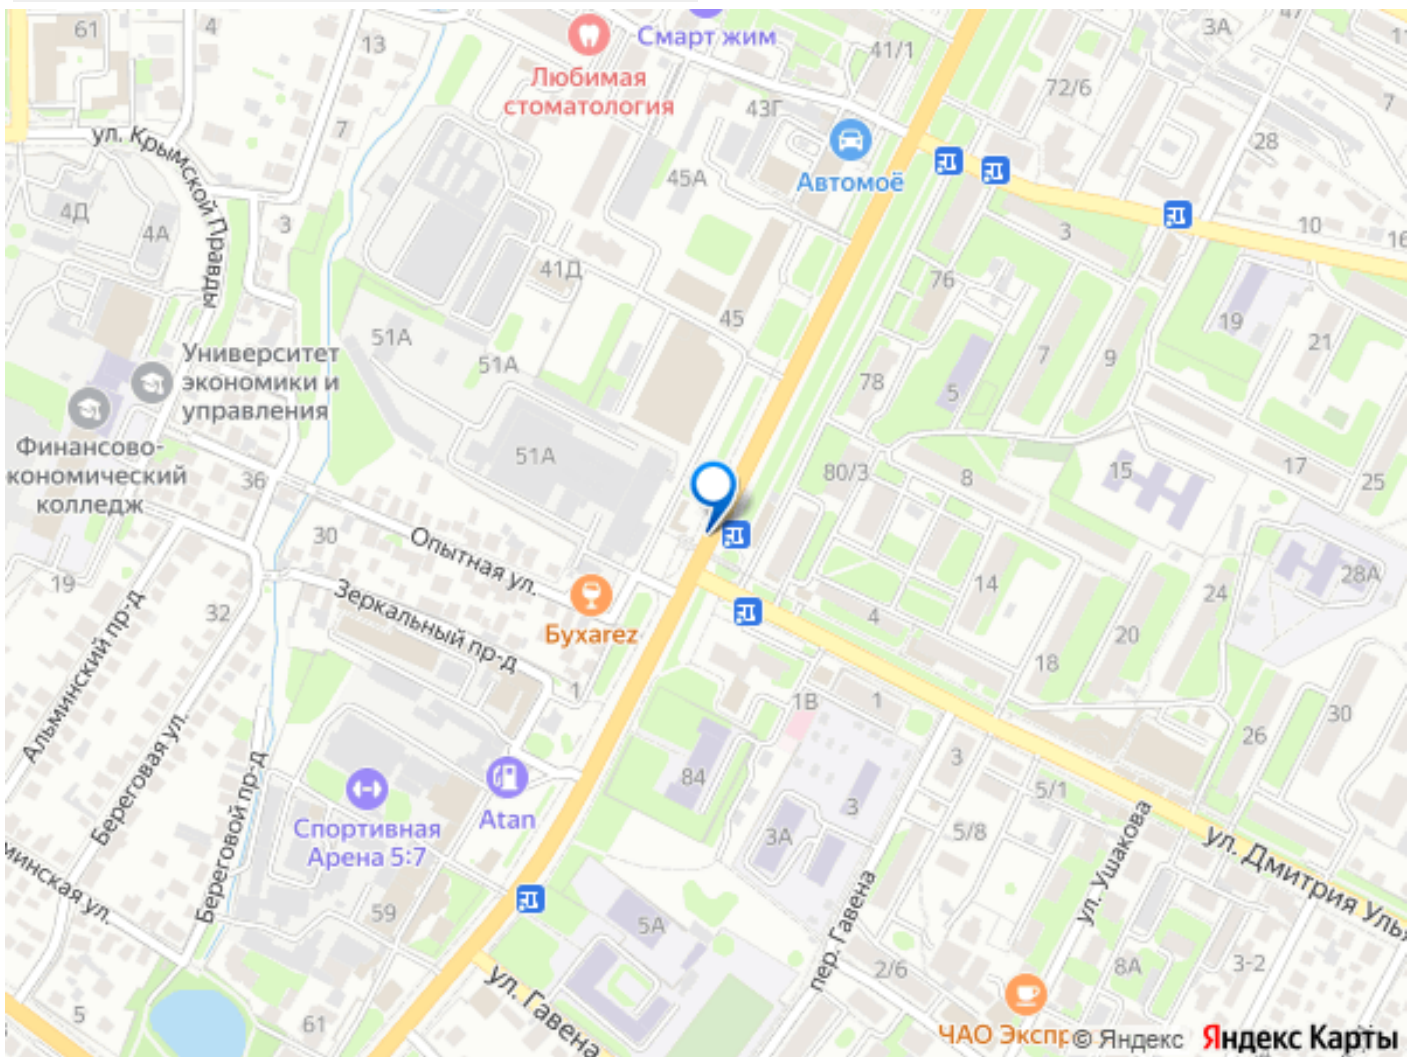 61
4
13
Смарт жим
41/1
3А
47
11
Любимая
стоматология
72/6
7
43Г
28
7
ул. Крымской Правды
Автомоё
45А
4Д
4А
3
3
10
16
41Д
76
45
19
21
51А
51А
Университет
экономики и
управления
78
5
7
9
Финансово-
кономический
колледж
51А
36
80/3
8
15
17
25
30
Опытная ул.
19
32
Зеркальный пр-д
Бухаrez
14
28А
24
4
20
18
Альминский пр-д
Береговая ул.
Береговой пр-д
1
1В
1
30
26
84
3
3
5/1
Спортивная
Арена 5:7
Atan
3А
5/8
ул. Ушакова
ул. Дмитрия Улья
минская ул.
59
5А
пер. Гавена
2/6
8А
3-2
ул. Гавена
5
61
ЧАО Экспр
© Яндекс
Яндекс Карты